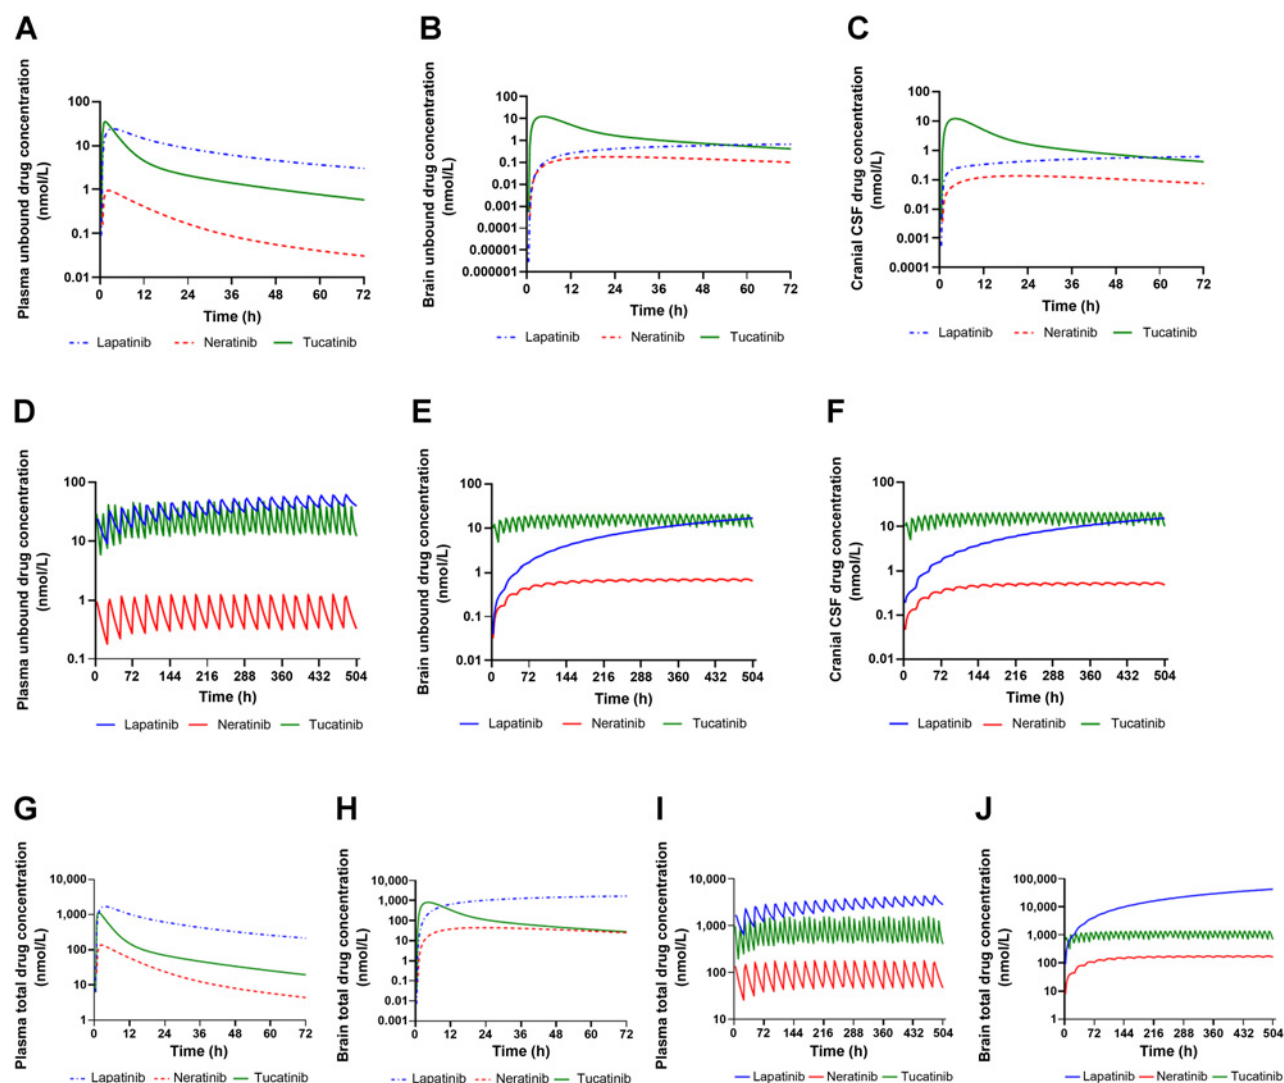 A
Plasma unbound drug concentration
(nmol/L)
100
10
1
0.1
0.01
0 12 24 36 48 60 72
Time (h)
Lapatinib Neratinib Tucatinib
B
Brain unbound drug concentration
(nmol/L)
100
10
1
0.1
0.01
0.001
0.0001
0.00001
0.000001
0 12 24 36 48 60 72
Time (h)
Lapatinib Neratinib Tucatinib
C
Cranial CSF drug concentration
(nmol/L)
100
10
1
0.1
0.01
0.001
0.0001
0 12 24 36 48 60 72
Time (h)
Lapatinib Neratinib Tucatinib
D
Plasma unbound drug concentration
(nmol/L)
100
10
1
0.1
0 72 144 216 288 360 432 504
Time (h)
Lapatinib Neratinib Tucatinib
E
Brain unbound drug concentration
(nmol/L)
100
10
1
0.1
0.01
0 72 144 216 288 360 432 504
Time (h)
Lapatinib Neratinib Tucatinib
F
Cranial CSF drug concentration
(nmol/L)
100
10
1
0.1
0.01
0 72 144 216 288 360 432 504
Time (h)
Lapatinib Neratinib Tucatinib
G
Plasma total drug concentration
(nmol/L)
10,000
1,000
100
10
1
0 12 24 36 48 60 72
Time (h)
Lapatinib Neratinib Tucatinib
H
Brain total drug concentration
(nmol/L)
10,000
1,000
100
10
1
0.1
0.01
0.001
0 12 24 36 48 60 72
Time (h)
Lapatinib Neratinib Tucatinib
I
Plasma total drug concentration
(nmol/L)
10,000
1,000
100
10
0 72 144 216 288 360 432 504
Time (h)
Lapatinib Neratinib Tucatinib
J
Brain total drug concentration
(nmol/L)
100,000
10,000
1,000
100
10
1
0 72 144 216 288 360 432 504
Time (h)
Lapatinib Neratinib Tucatinib